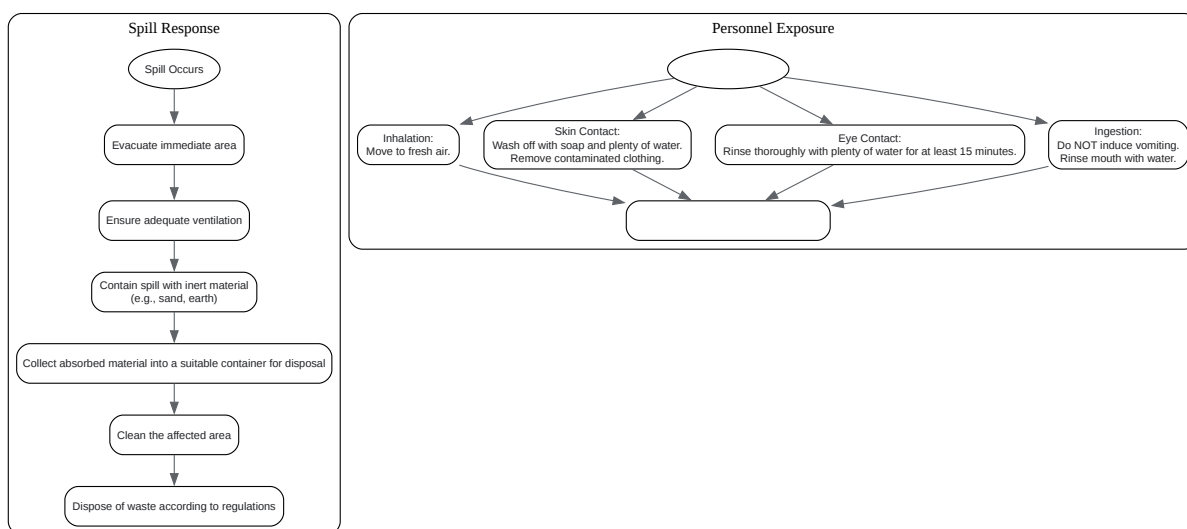 Spill Response
Spill Occurs
Evacuate immediate area
Ensure adequate ventilation
Contain spill with inert material
(e.g., sand, earth)
Collect absorbed material into a suitable container for disposal
Clean the affected area
Dispose of waste according to regulations
Personnel Exposure
Inhalation:
Move to fresh air.
Skin Contact:
Wash off with soap and plenty of water.
Remove contaminated clothing.
Eye Contact:
Rinse thoroughly with plenty of water for at least 15 minutes.
Ingestion:
Do NOT induce vomiting.
Rinse mouth with water.